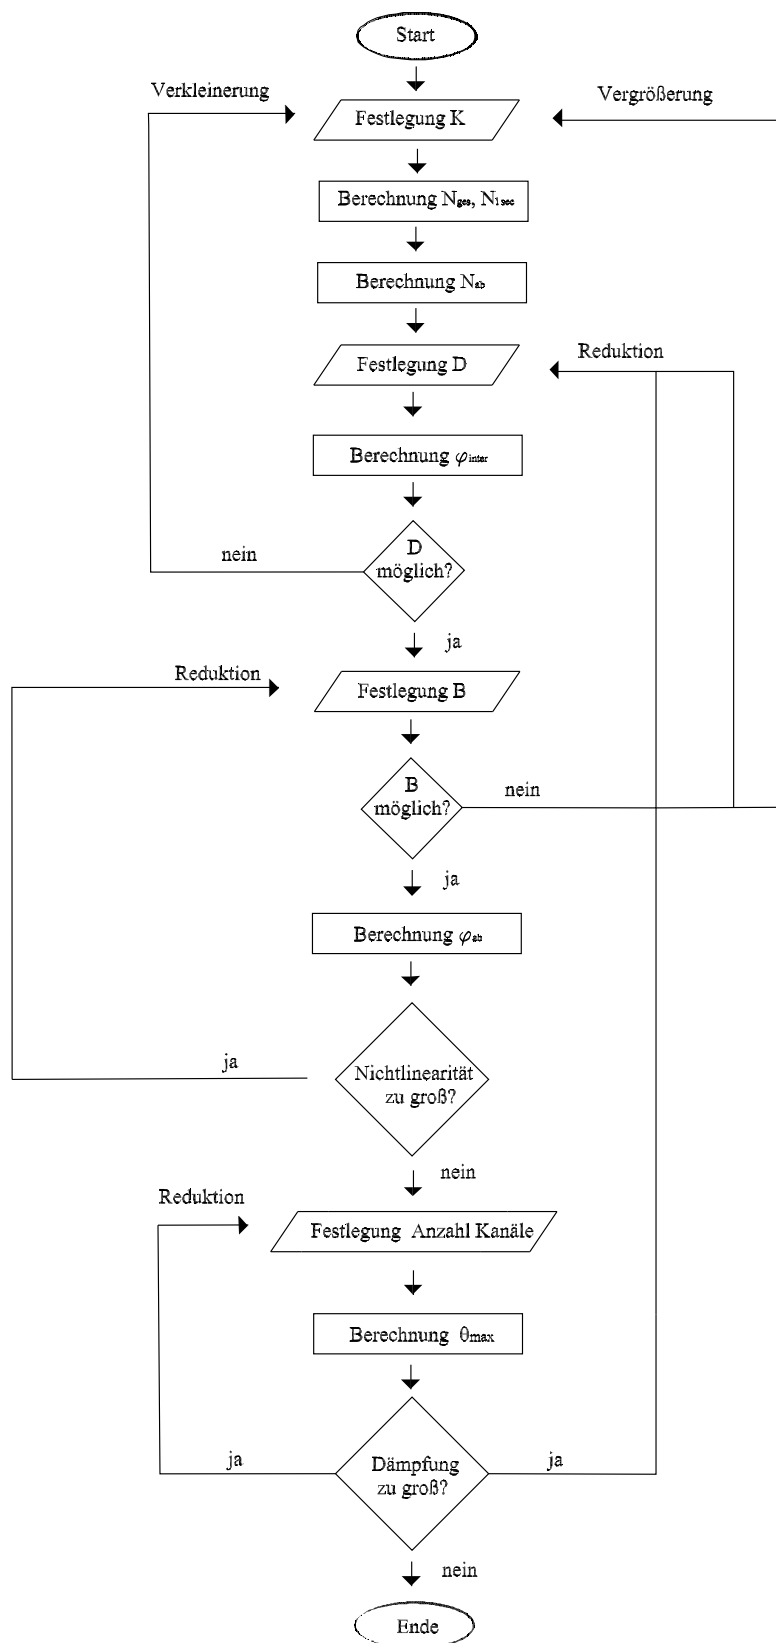 Start
Verkleinerung
Vergrößerung
Festlegung K
Berechnung Nges, N1sec
Berechnung Nab
Reduktion
Festlegung D
Berechnung φinter
nein
D
möglich?
ja
Reduktion
Festlegung B
B
möglich?
nein
ja
Berechnung φab
ja
Nichtlinearität
zu groß?
nein
Reduktion
Festlegung Anzahl Kanäle
Berechnung θmax
ja
Dämpfung
zu groß?
ja
nein
Ende